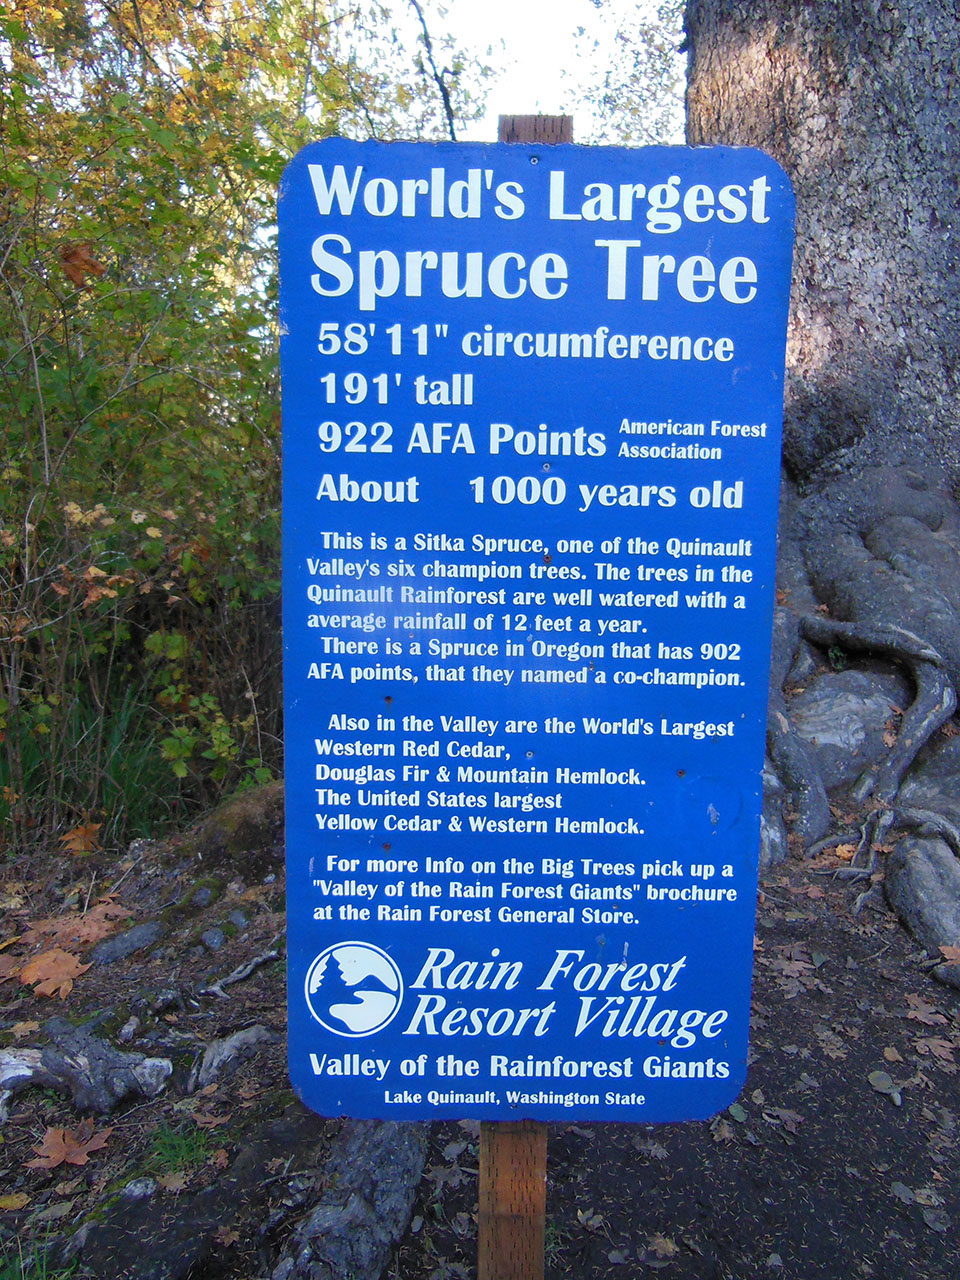 World's Largest
Spruce Tree
58' 11" circumference
191' tall
922 AFA Points American Forest Association
About 1000 years old
This is a Sitka Spruce, one of the Quinault
Valley's six champion trees. The trees in the
Quinault Rainforest are well watered with a
average rainfall of 12 feet a year.
There is a Spruce in Oregon that has 902
AFA points, that they named a co-champion.
Also in the Valley are the World's Largest
Western Red Cedar,
Douglas Fir & Mountain Hemlock.
The United States largest
Yellow Cedar & Western Hemlock.
For more Info on the Big Trees pick up a
"Valley of the Rain Forest Giants" brochure
at the Rain Forest General Store.
Rain Forest
Resort Village
Valley of the Rainforest Giants
Lake Quinault, Washington State